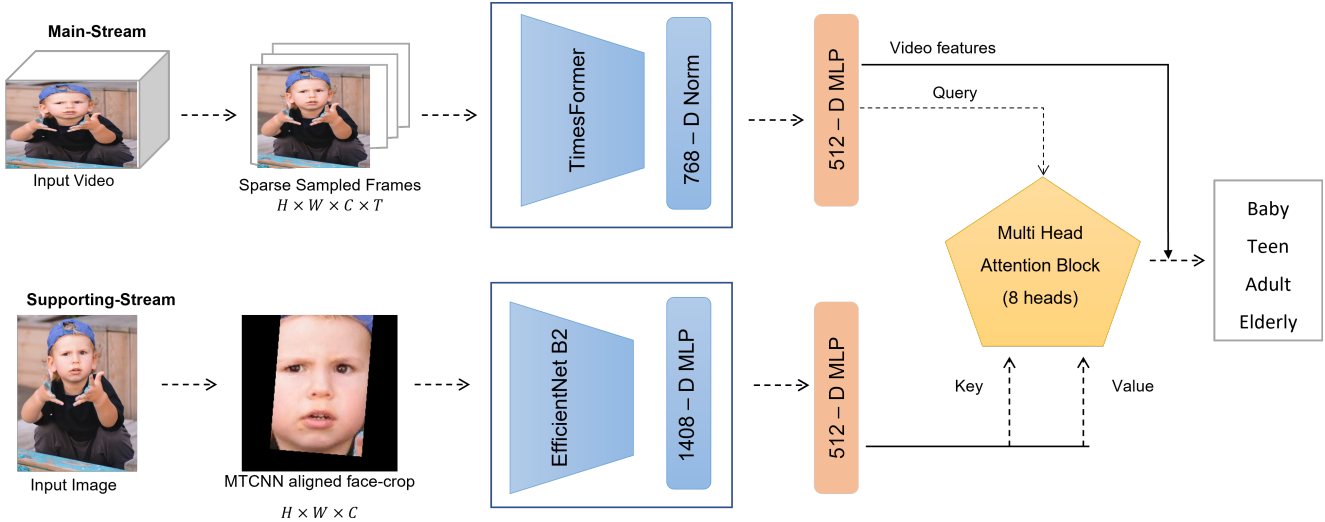 Main-Stream
Input Video
Sparse Sampled Frames
H × W × C × T
TimesFormer
768 – D Norm
512 – D MLP
Video features
Query
Multi Head
Attention Block
(8 heads)
Baby
Teen
Adult
Elderly
Supporting-Stream
Input Image
MTCNN aligned face-crop
H × W × C
EfficientNet B2
1408 – D MLP
512 – D MLP
Key
Value